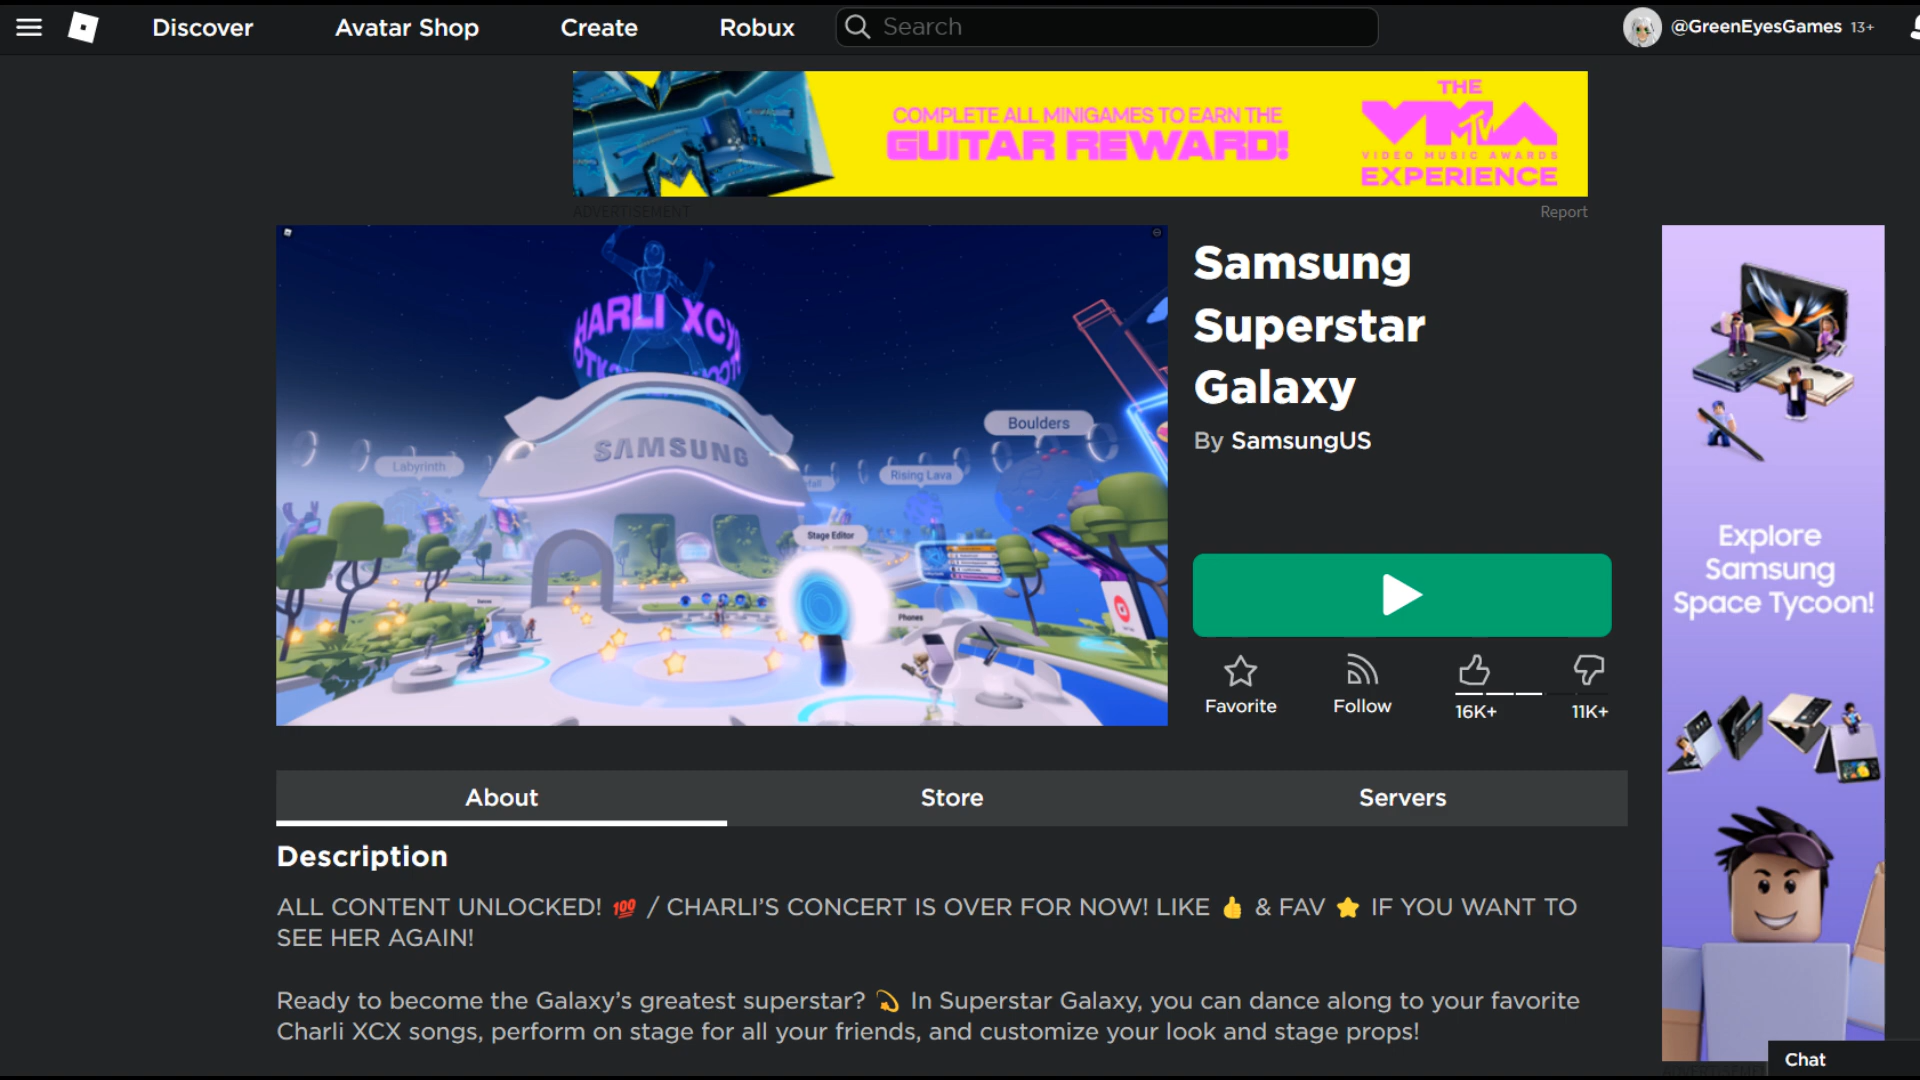 Discover
Avatar Shop
Create
Robux
Search
@GreenEyesGames 13+
COMPLETE ALL MINIGAMES TO EARN THE
GUITAR REWARD!
THE
VMA
MTV
VIDEO MUSIC AWARDS
EXPERIENCE
ADVERTISEMENT
Report
HARLI XCX
SAMSUNG
Labyrinth
Rising Lava
Boulders
Stage Editor
Phones
Samsung
Superstar
Galaxy
By SamsungUS
Favorite
Follow
16K+
11K+
Explore
Samsung
Space Tycoon!
About
Store
Servers
Description
ALL CONTENT UNLOCKED! 💯 / CHARLI’S CONCERT IS OVER FOR NOW! LIKE 👍 & FAV ⭐ IF YOU WANT TO
SEE HER AGAIN!
Ready to become the Galaxy’s greatest superstar? 💫 In Superstar Galaxy, you can dance along to your favorite
Charli XCX songs, perform on stage for all your friends, and customize your look and stage props!
Chat